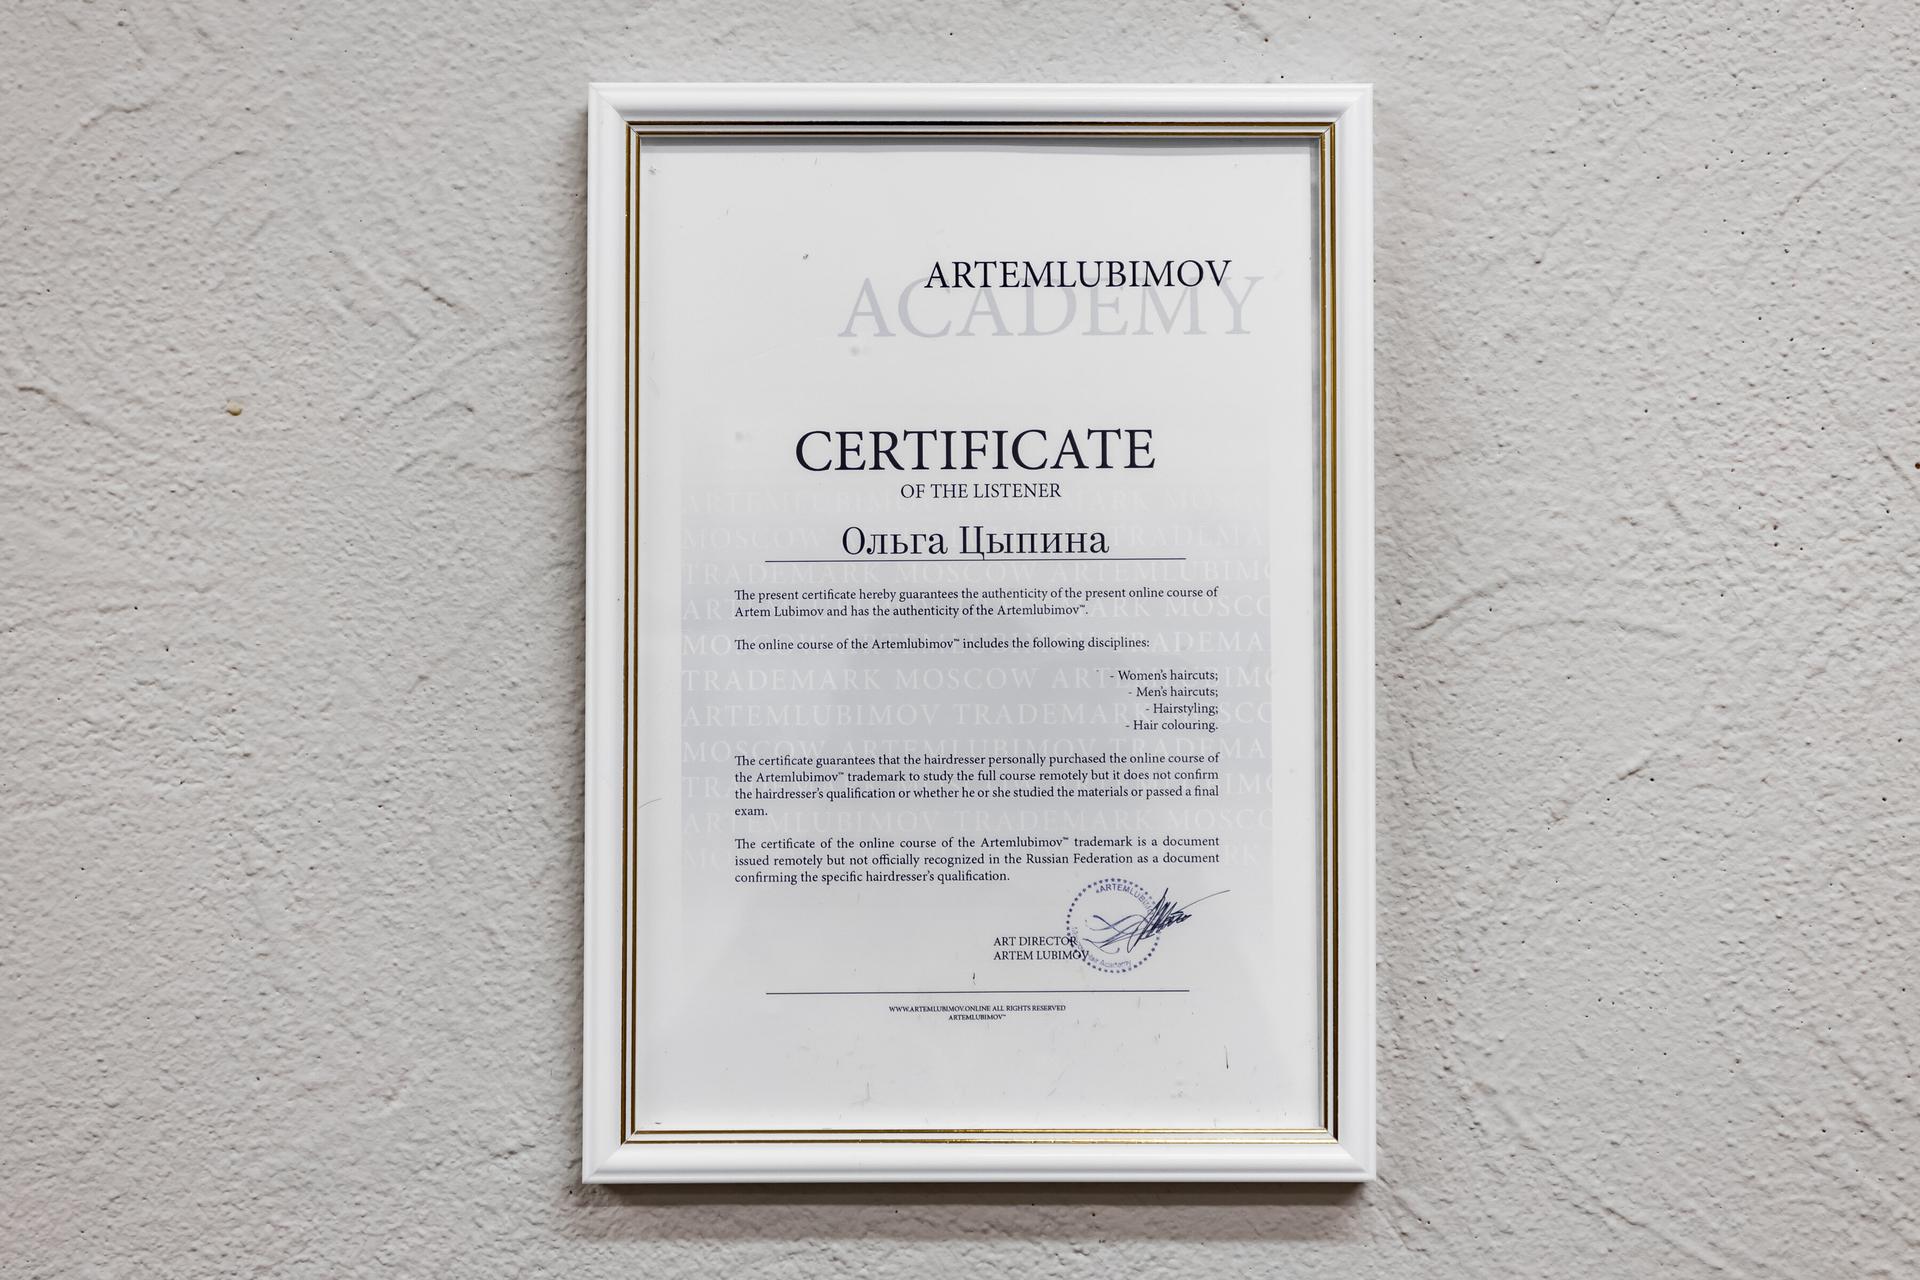 ARTEMLUBIMOV
ACADEMY
CERTIFICATE
OF THE LISTENER
Ольга Цыпина
The present certificate hereby guarantees the authenticity of the present online course of
Artem Lubimov and has the authenticity of the Artemlubimov™.
The online course of the Artemlubimov™ includes the following disciplines:
- Women's haircuts;
- Men's haircuts;
- Hairstyling;
- Hair colouring.
The certificate guarantees that the hairdresser personally purchased the online course of
the Artemlubimov™ trademark to study the full course remotely but it does not confirm
the hairdresser's qualification or whether he or she studied the materials or passed a final
exam.
The certificate of the online course of the Artemlubimov™ trademark is a document
issued remotely but not officially recognized in the Russian Federation as a document
confirming the specific hairdresser's qualification.
ART DIRECTOR
ARTEM LUBIMOV
WWW.ARTEMLUBIMOV.ONLINE ALL RIGHTS RESERVED
ARTEMLUBIMOV™